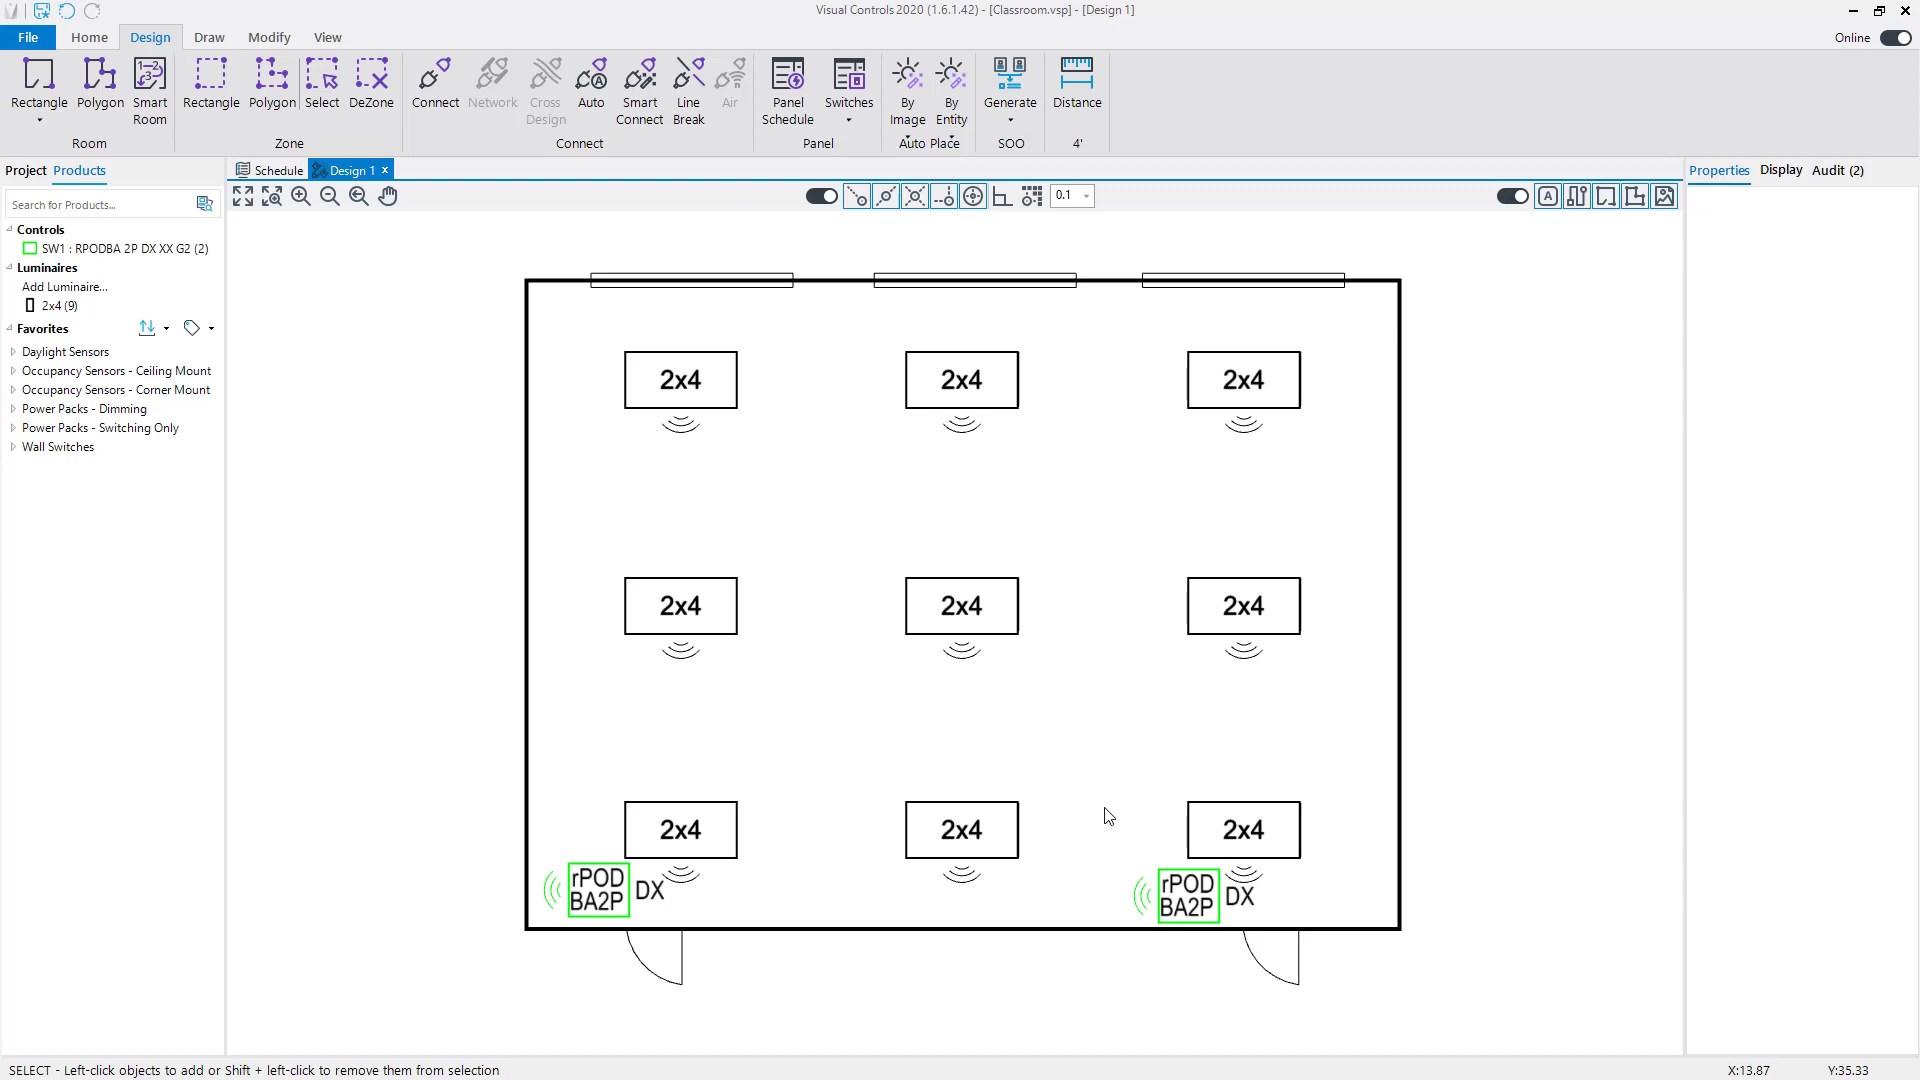 Visual Controls 2020 (1.6.1.42) - [Classroom.vsp] - [Design 1]
File Home Design Draw Modify View Online
Rectangle Polygon Smart Room Rectangle Polygon Select DeZone Connect Network Cross Design Auto Smart Connect Line Break Air Panel Schedule Switches By Image By Entity Generate Distance
Room Zone Connect Panel Auto Place SOO 4'
Project Products
Schedule Design 1 x
Properties Display Audit (2)
Search for Products...
0.1
A
Controls
SW1 : RPODBA 2P DX XX G2 (2)
Luminaires
Add Luminaire...
2x4 (9)
Favorites
Daylight Sensors
Occupancy Sensors - Ceiling Mount
Occupancy Sensors - Corner Mount
Power Packs - Dimming
Power Packs - Switching Only
Wall Switches
2x4 2x4 2x4
2x4 2x4 2x4
2x4 2x4 2x4
rPOD
BA2P DX
rPOD
BA2P DX
SELECT - Left-click objects to add or Shift + left-click to remove them from selection
X:13.87 Y:35.33